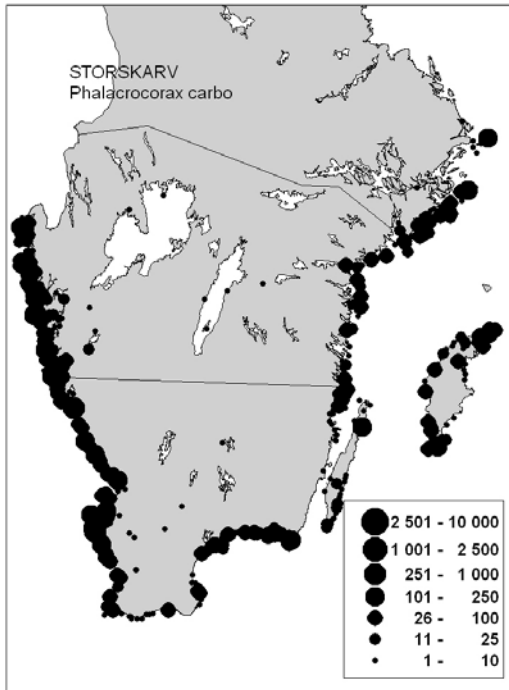 STORSKARV
Phalacrocorax carbo
2 501 - 10 000
1 001 - 2 500
251 - 1 000
101 - 250
26 - 100
11 - 25
1 - 10